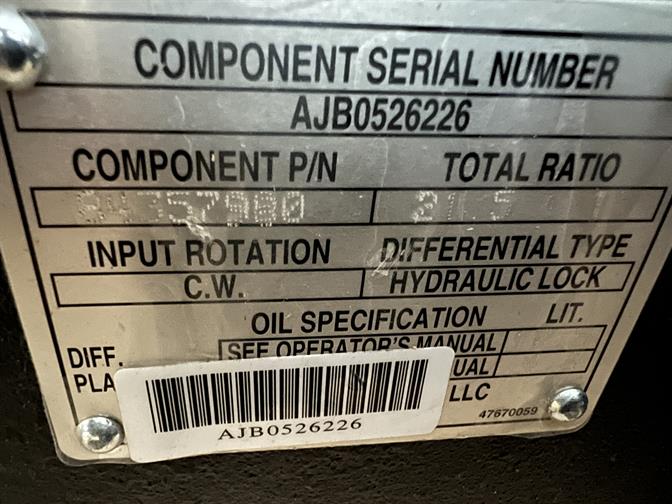 COMPONENT SERIAL NUMBER
AJB0526226
COMPONENT P/N TOTAL RATIO
INPUT ROTATION DIFFERENTIAL TYPE
C.W. HYDRAULIC LOCK
OIL SPECIFICATION LIT.
DIFF. SEE OPERATOR'S MANUAL
LLC
47670059
AJB0526226